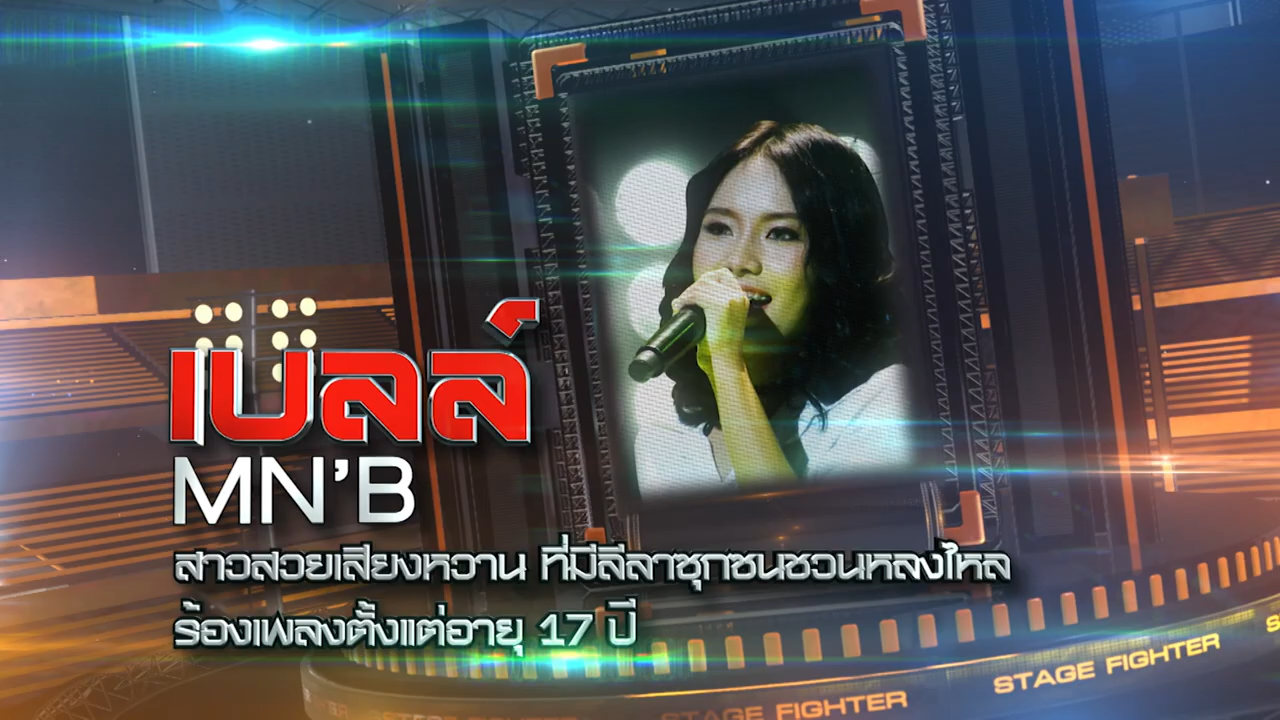 เบลล์
MN'B
สาวสวยเสียงหวาน ที่มีลีลาซุกซนชวนหลงไหล
ร้องเพลงตั้งแต่อายุ 17 ปี
STAGE FIGHTER
STAGE FIGHTER